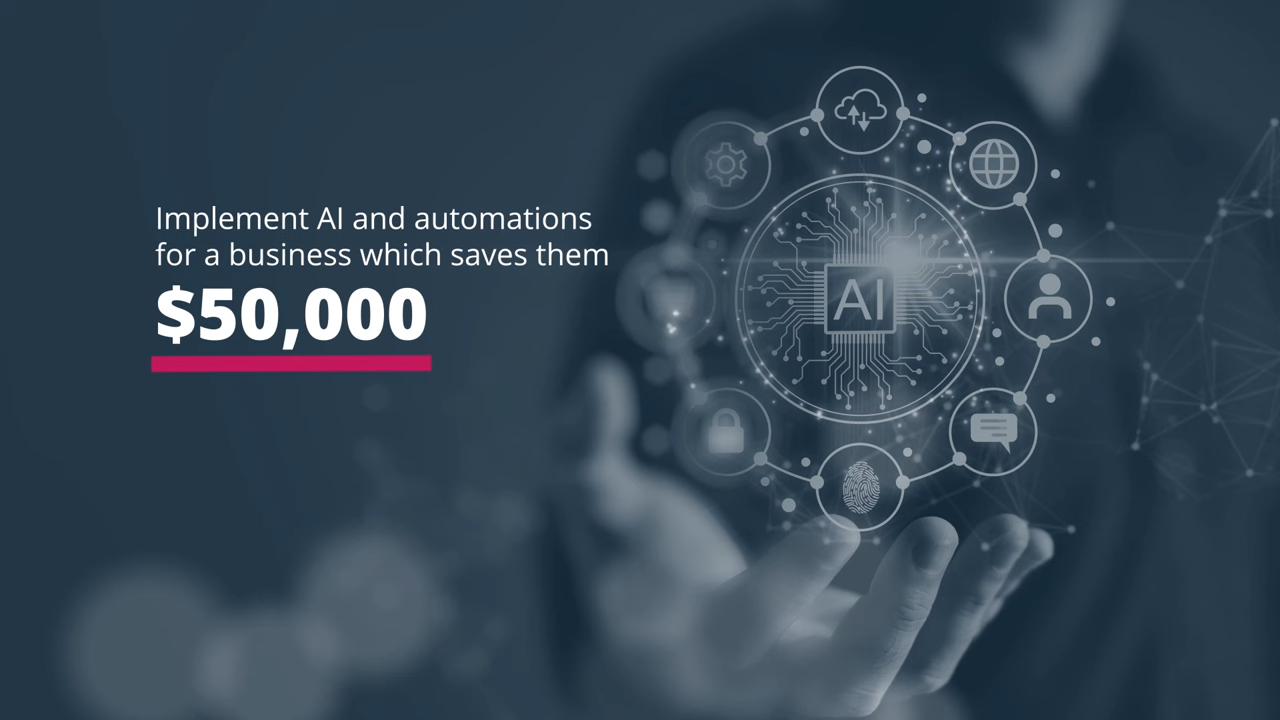 Implement AI and automations
for a business which saves them
$50,000
AI